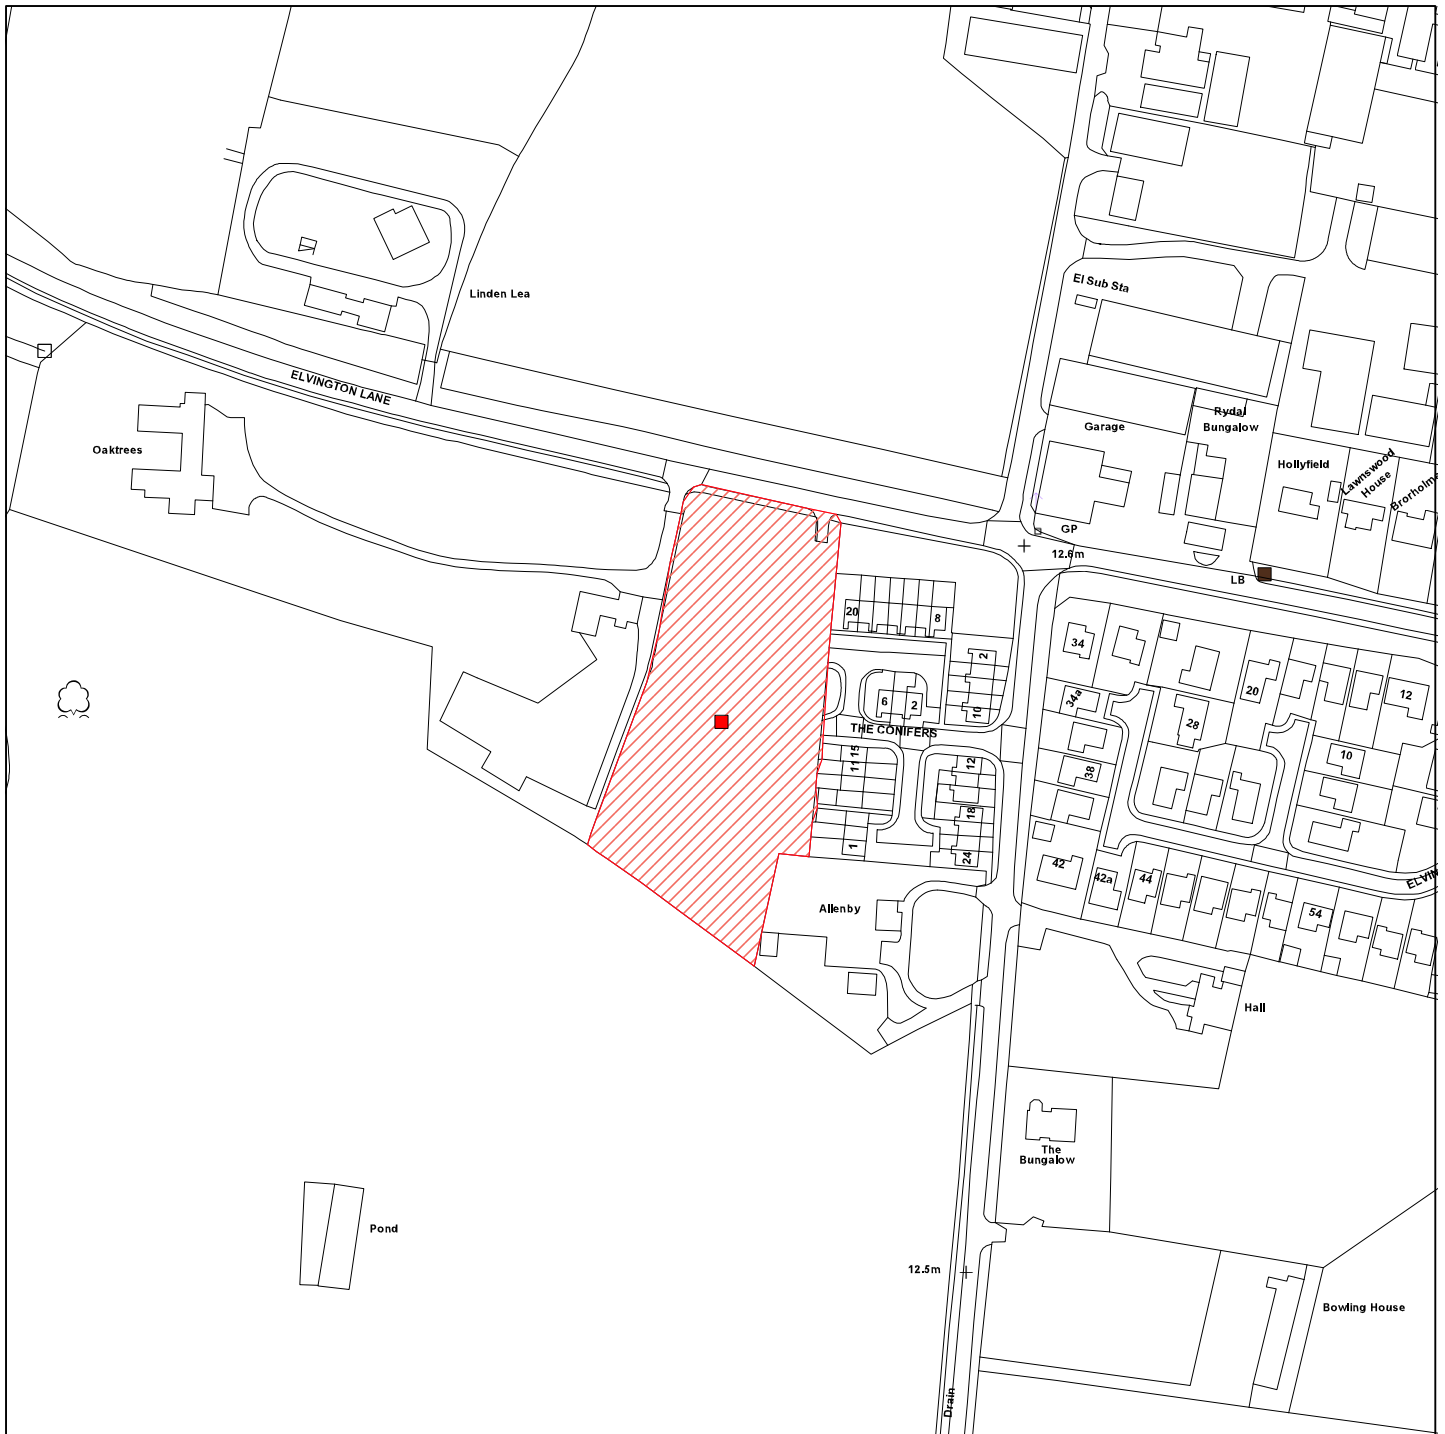 El Sub Sta
Linden Lea
ELVINGTON LANE
Rydal
Bungalow
Garage
Oaktrees
Hollyfield
Lawnswood
House
GP
12.6m
LB
20
8
34
2
34a
20
12
6
2
10
28
THE CONIFERS
15
11
12
38
10
18
1
24
42
42a
44
ELVIN
54
Allenby
Hall
The
Bungalow
Pond
12.5m
Bowling House
Drain